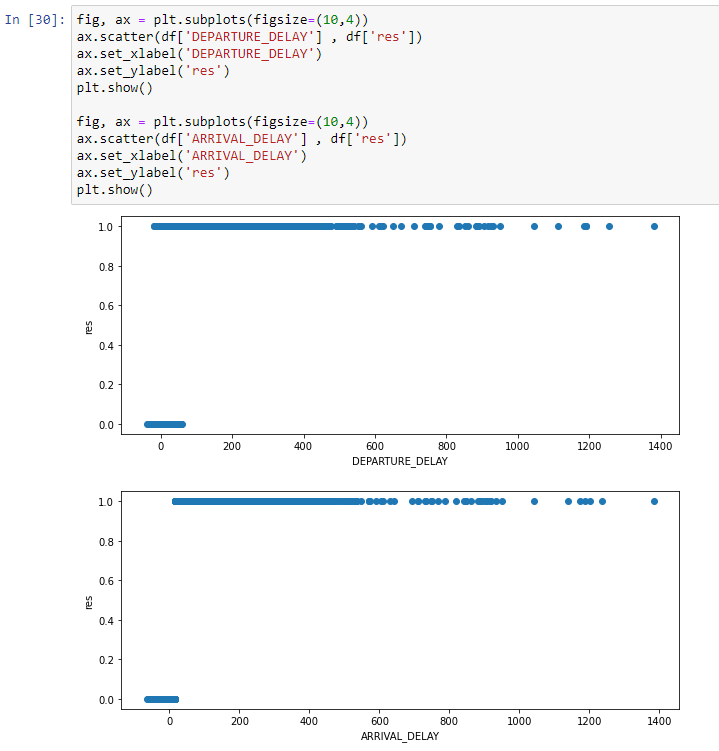 In [30]: fig, ax = plt.subplots(figsize=(10,4))
ax.scatter(df['DEPARTURE_DELAY'] , df['res'])
ax.set_xlabel('DEPARTURE_DELAY')
ax.set_ylabel('res')
plt.show()
fig, ax = plt.subplots(figsize=(10,4))
ax.scatter(df['ARRIVAL_DELAY'] , df['res'])
ax.set_xlabel('ARRIVAL_DELAY')
ax.set_ylabel('res')
plt.show()
1.0
0.8
0.6
res
0.4
0.2
0.0
0 200 400 600 800 1000 1200 1400
DEPARTURE_DELAY
1.0
0.8
0.6
res
0.4
0.2
0.0
0 200 400 600 800 1000 1200 1400
ARRIVAL_DELAY